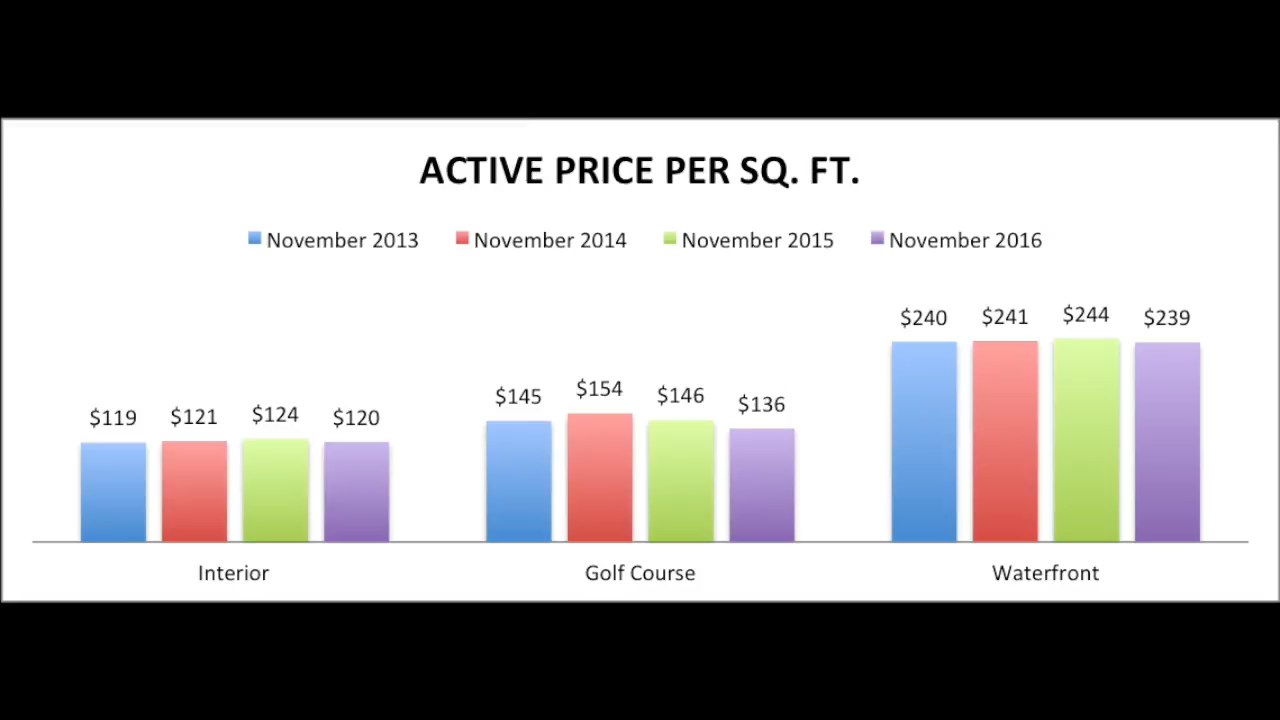 ACTIVE PRICE PER SQ. FT.
November 2013 November 2014 November 2015 November 2016
$240 $241 $244 $239
$145 $154 $146 $136
$119 $121 $124 $120
Interior Golf Course Waterfront